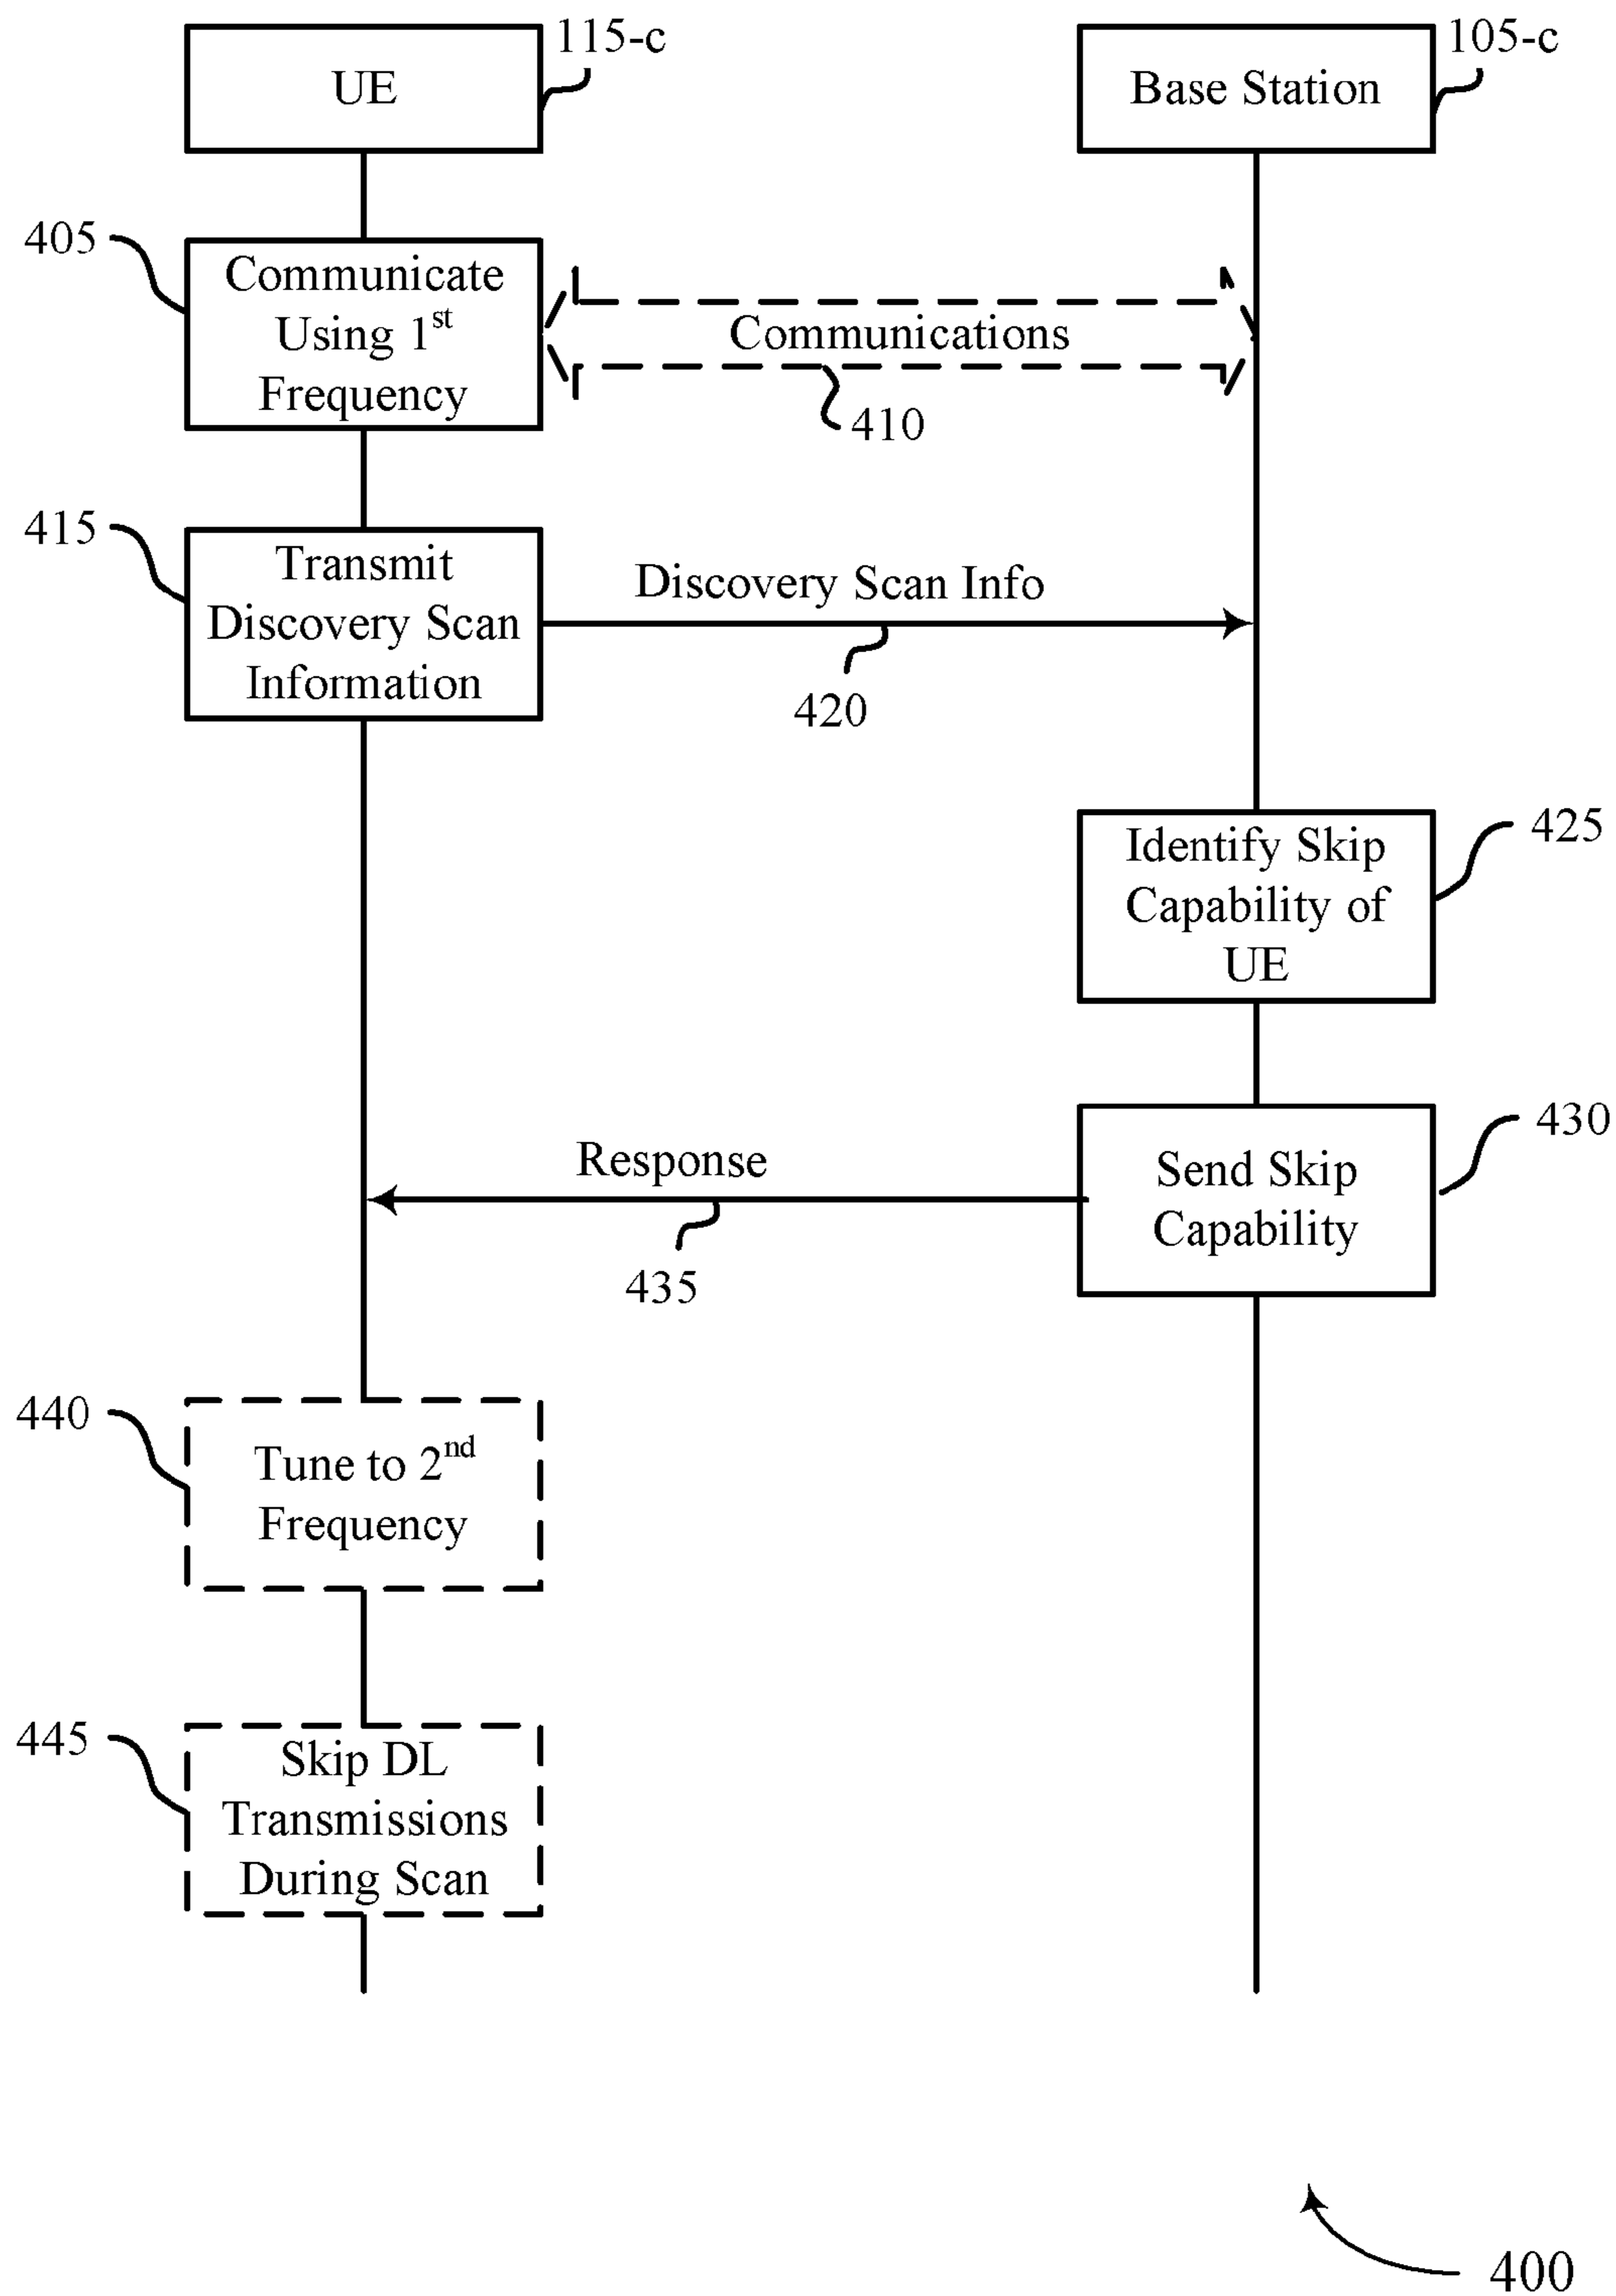 115-c
105-c
UE
Base Station
405
Communicate
Using 1st
Frequency
Communications
410
415
Transmit
Discovery Scan
Information
Discovery Scan Info
420
Identify Skip
Capability of
UE
425
430
Send Skip
Capability
Response
435
440
Tune to 2nd
Frequency
445
Skip DL
Transmissions
During Scan
400